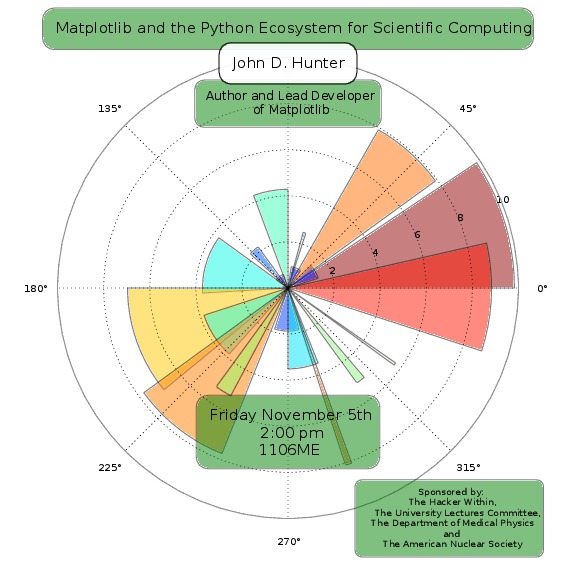 Matplotlib and the Python Ecosystem for Scientific Computing
John D. Hunter
Author and Lead Developer
of Matplotlib
135°
45°
10
8
6
4
2
180°
0°
Friday November 5th
2:00 pm
1106ME
225°
315°
Sponsored by:
The Hacker Within,
The University Lectures Committee,
The Department of Medical Physics
and
The American Nuclear Society
270°